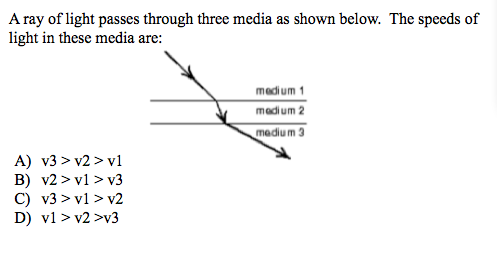 A ray of light passes through three media as shown below. The speeds of
light in these media are:
medium 1
medium 2
medium 3
A) v3 > v2 > v1
B) v2 > v1 > v3
C) v3 > v1 > v2
D) v1 > v2 >v3